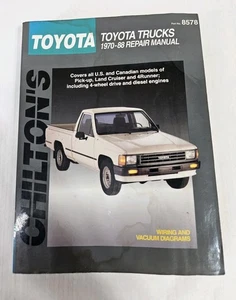 Part No. 8578
TOYOTA
TOYOTA TRUCKS
1970-88 REPAIR MANUAL
Covers all U.S. and Canadian models of
Pick-up, Land Cruiser and 4Runner;
including 4-wheel drive and diesel engines
CHILTON'S
WIRING AND
VACUUM DIAGRAMS